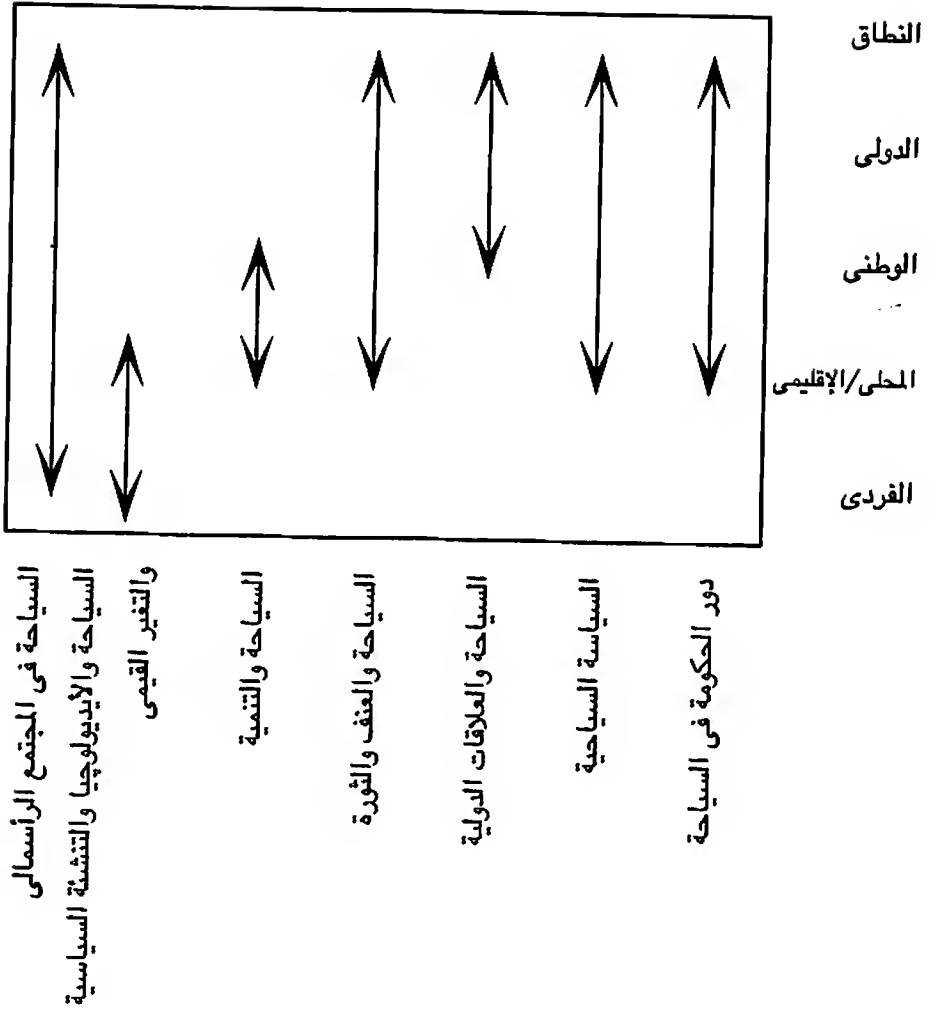 النطاق
الدولى
الوطنى
المحلى/الإقليمى
الفردى
دور الحكومة فى السياحة
السياسة السياحية
السياحة والعلاقات الدولية
السياحة والعنف والثورة
السياحة والتنمية
السياحة والأيديولوچيا والتنشئة السياسية
والتغير القيمى
السياحة فى المجتمع الرأسمالى